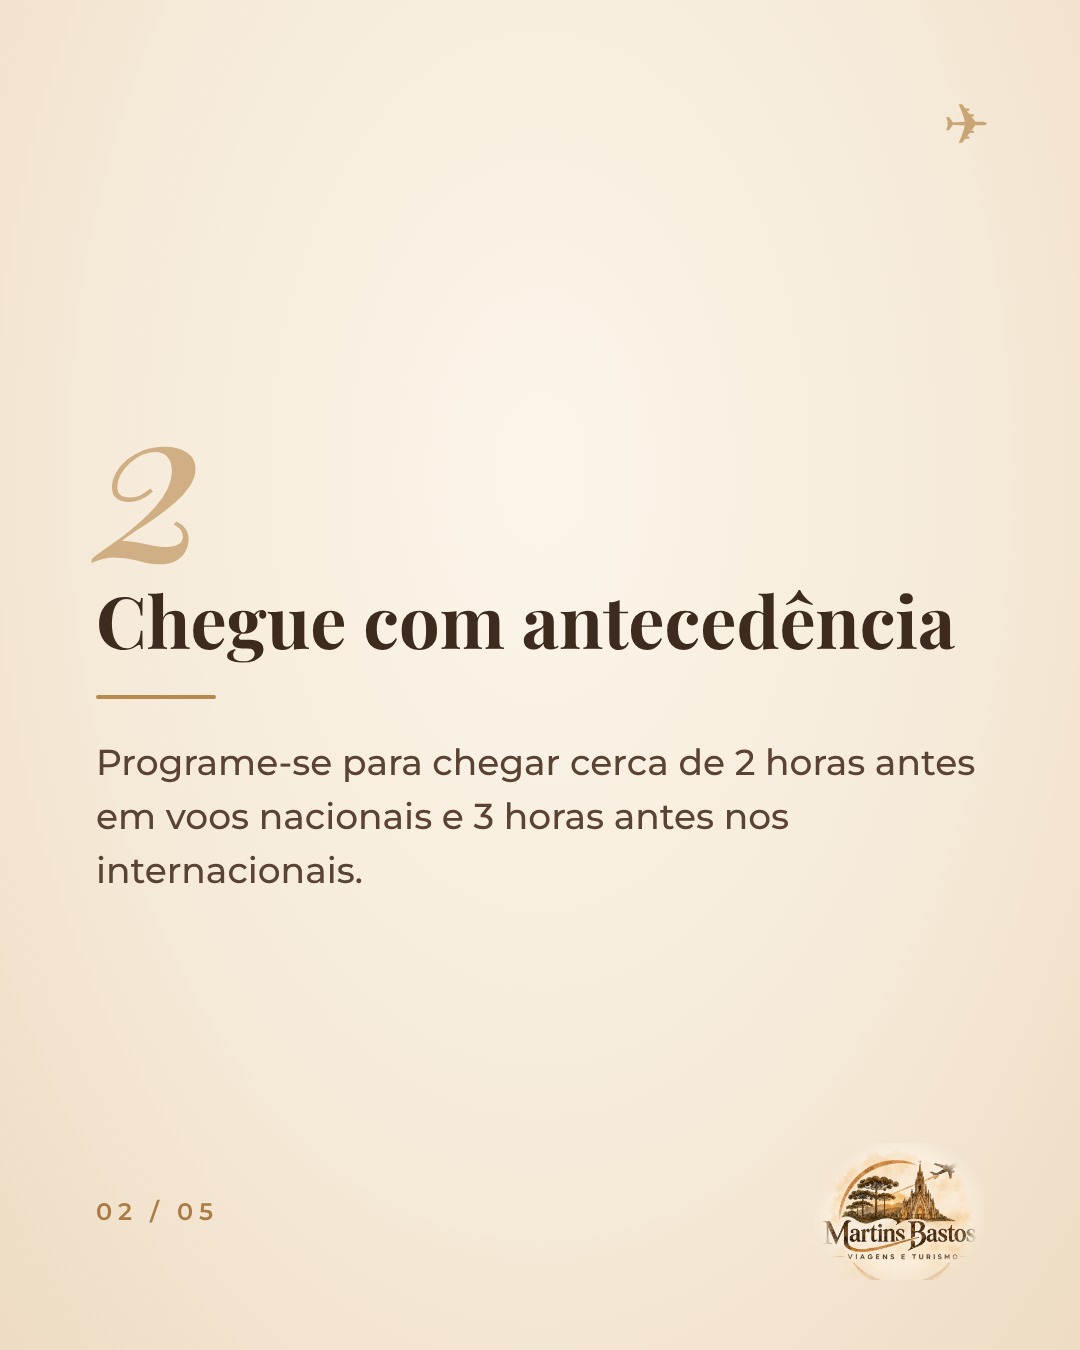 2
Chegue com antecedência
Programe-se para chegar cerca de 2 horas antes
em voos nacionais e 3 horas antes nos
internacionais.
02 / 05
Martins Bastos
VIAGENS E TURISMO